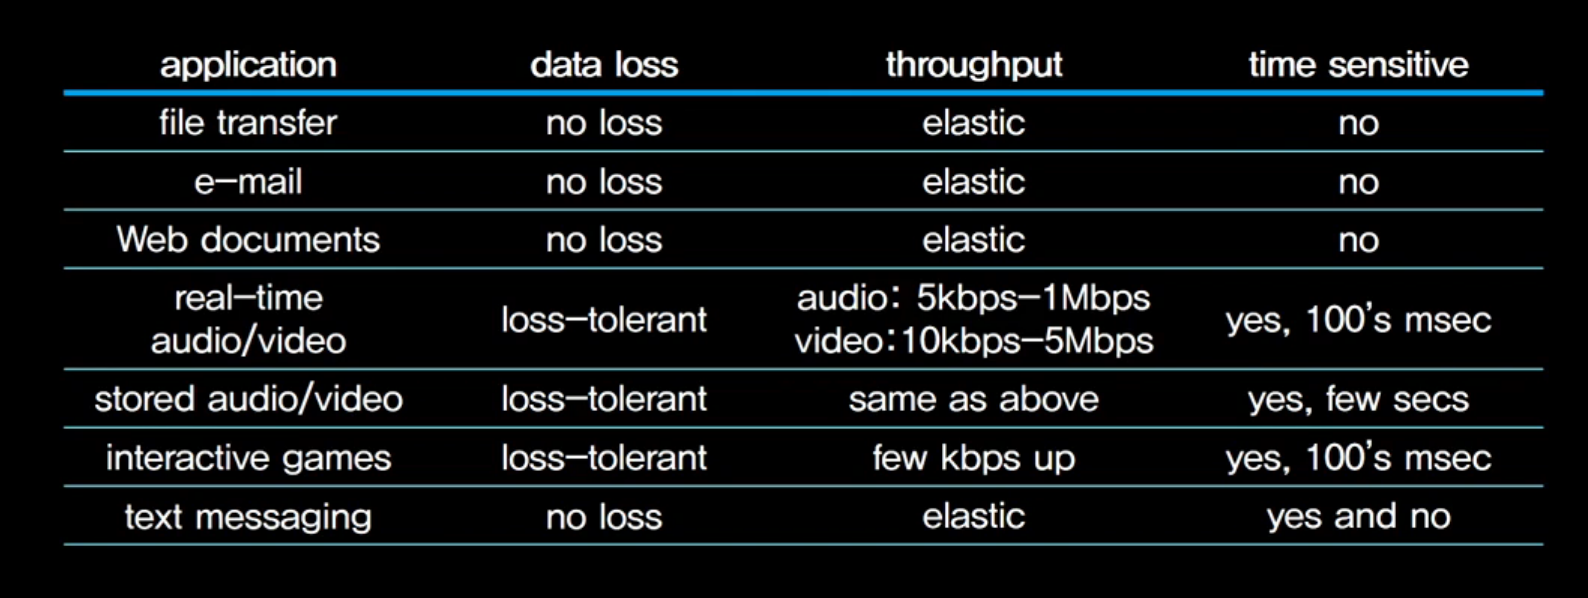 application data loss throughput time sensitive
file transfer no loss elastic no
e-mail no loss elastic no
Web documents no loss elastic no
real-time audio/video loss-tolerant audio: 5kbps-1Mbps video:10kbps-5Mbps yes, 100's msec
stored audio/video loss-tolerant same as above yes, few secs
interactive games loss-tolerant few kbps up yes, 100's msec
text messaging no loss elastic yes and no